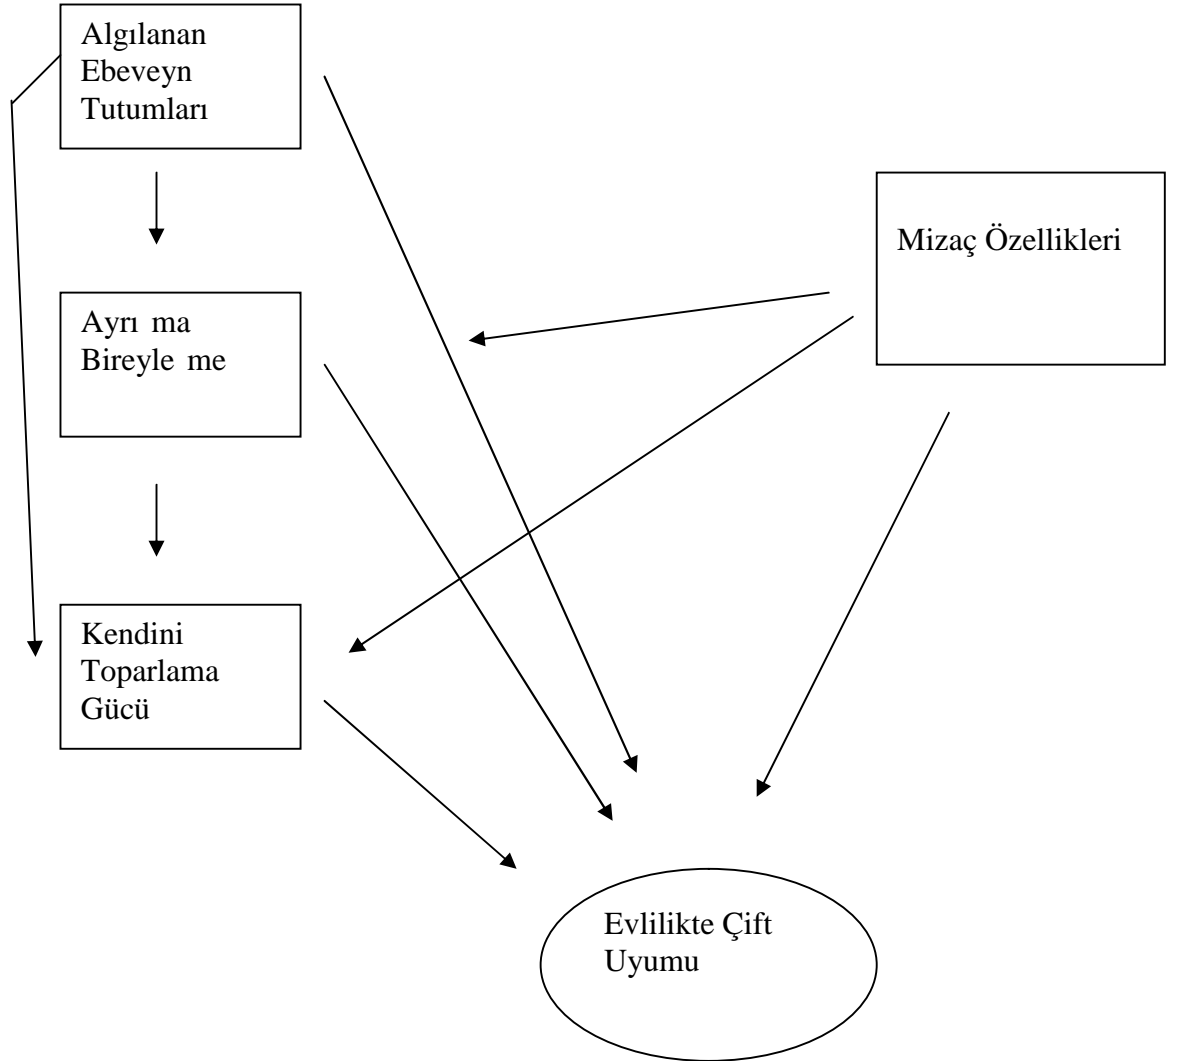 Algılanan
Ebeveyn
Tutumları
Mizaç Özellikleri
Ayrı ma
Bireyle me
Kendini
Toparlama
Gücü
Evlilikte Çift
Uyumu